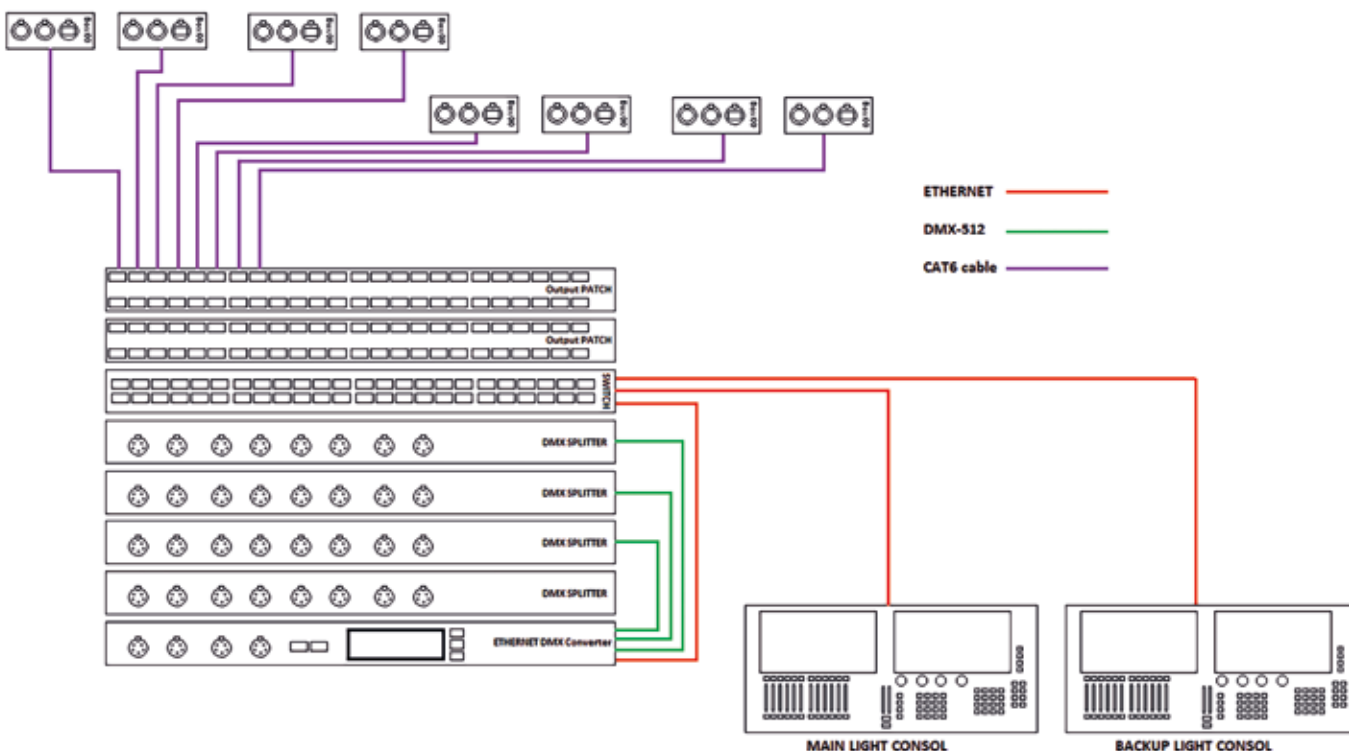 ETHERNET
DMX-512
CAT6 cable
Output PATCH
Output PATCH
SWITCH
DMX SPLITTER
DMX SPLITTER
DMX SPLITTER
DMX SPLITTER
ETHERNET DMX Converter
MAIN LIGHT CONSOL
BACKUP LIGHT CONSOL